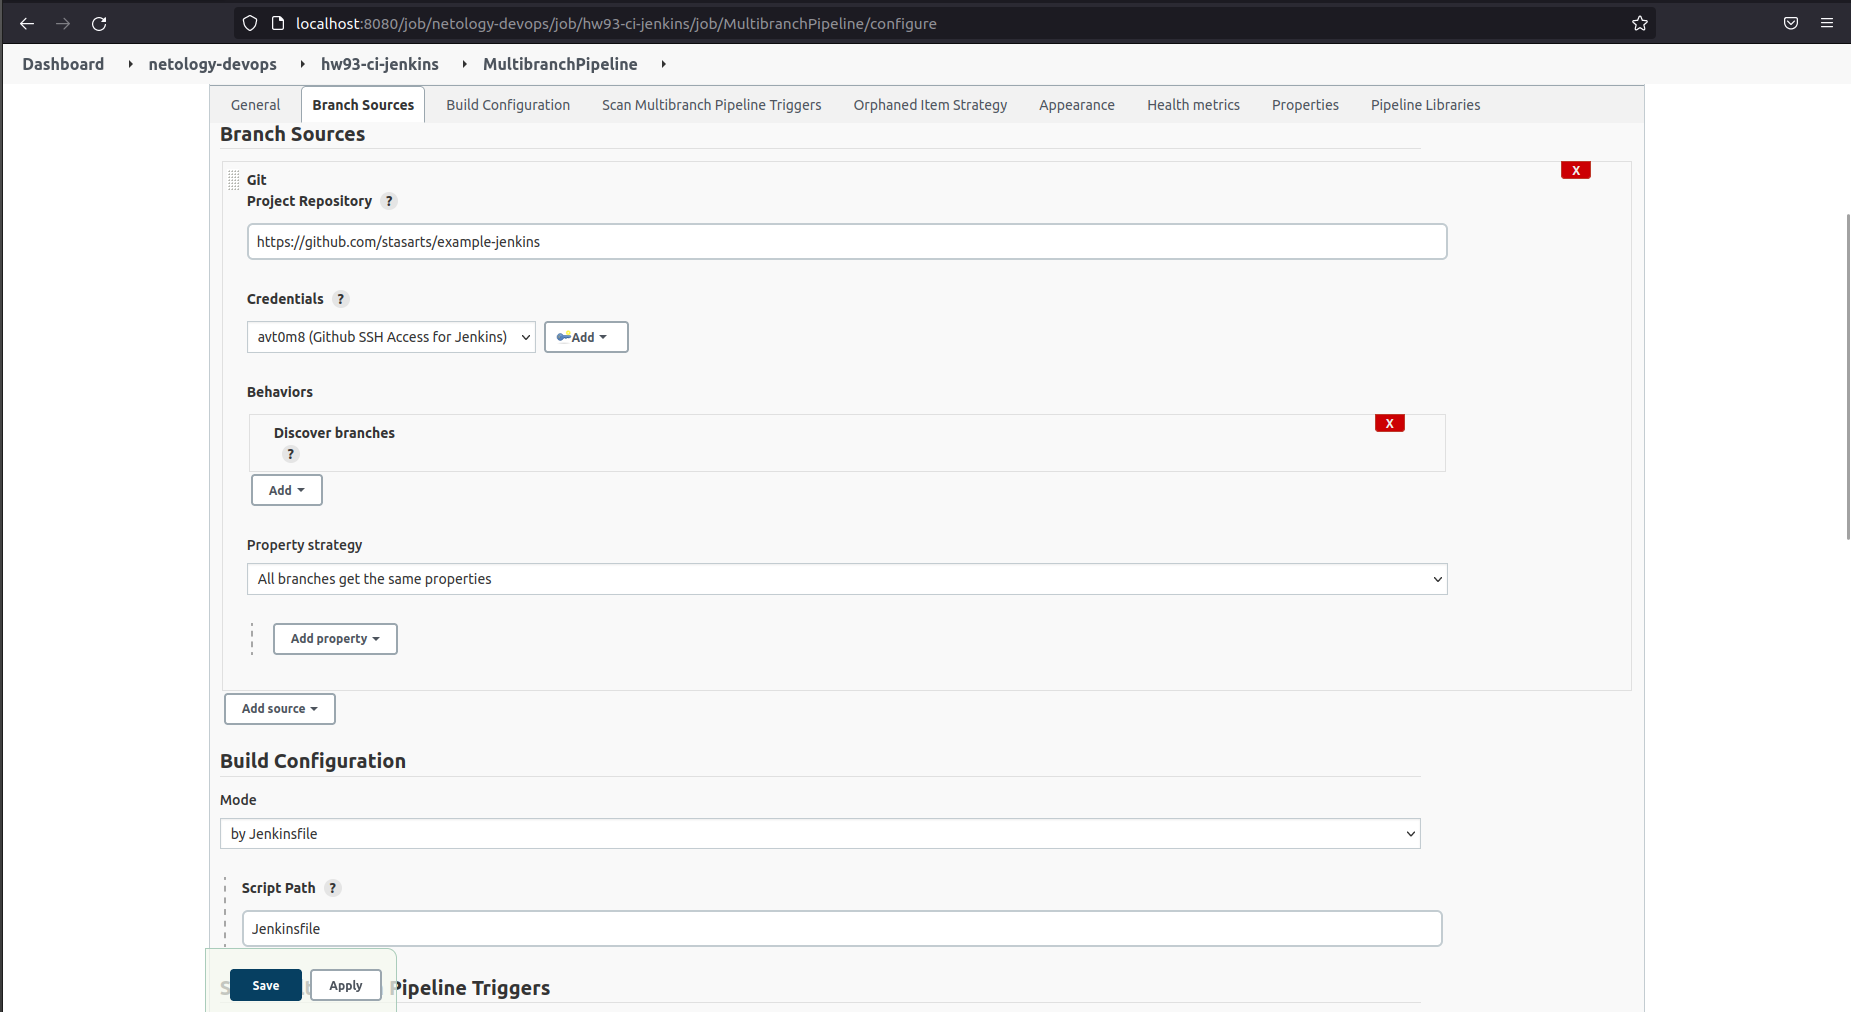 localhost:8080/job/netology-devops/job/hw93-ci-jenkins/job/MultibranchPipeline/configure
Dashboard netology-devops hw93-ci-jenkins MultibranchPipeline
General Branch Sources Build Configuration Scan Multibranch Pipeline Triggers Orphaned Item Strategy Appearance Health metrics Properties Pipeline Libraries
Branch Sources
X
Git
Project Repository ?
https://github.com/stasarts/example-jenkins
Credentials ?
avt0m8 (Github SSH Access for Jenkins) Add
Behaviors
X
Discover branches
?
Add
Property strategy
All branches get the same properties
Add property
Add source
Build Configuration
Mode
by Jenkinsfile
Script Path ?
Jenkinsfile
Save Apply
Pipeline Triggers